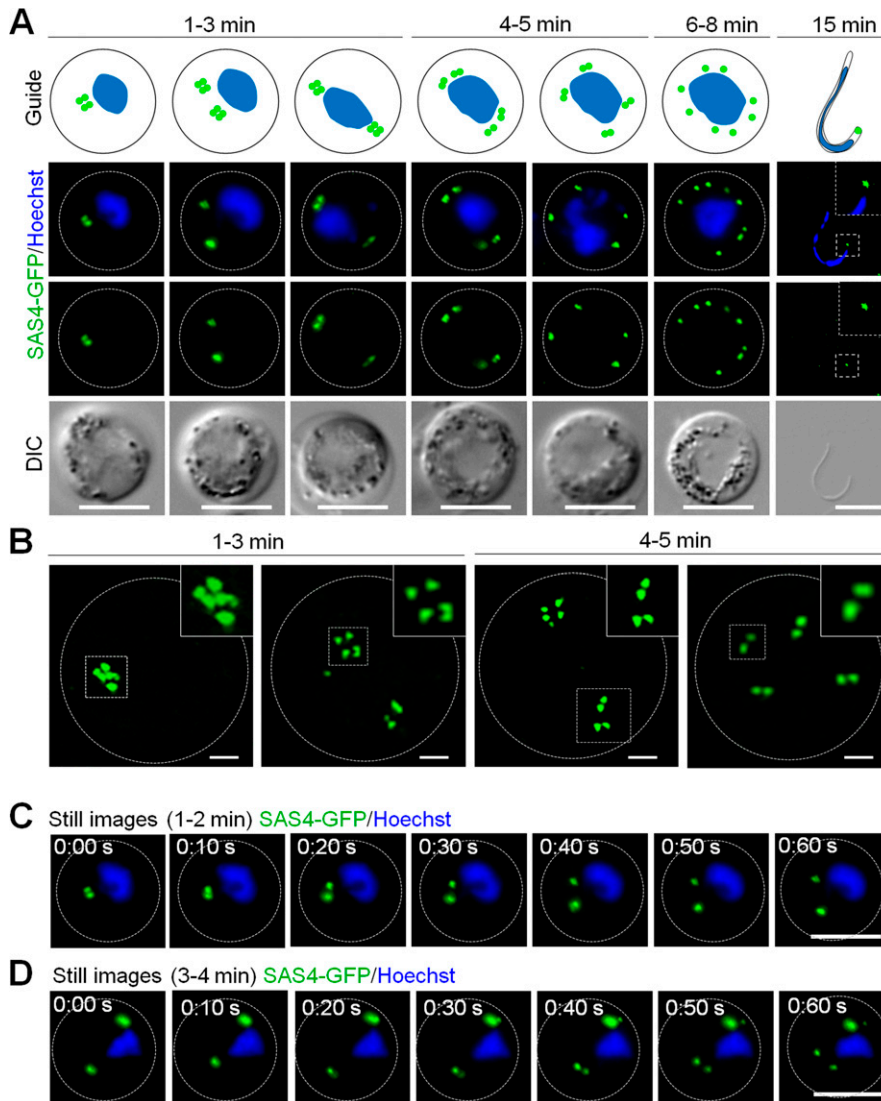 A
1-3 min
4-5 min
6-8 min
15 min
Guide
SAS4-GFP/Hoechst
DIC
B
1-3 min
4-5 min
C
Still images (1-2 min) SAS4-GFP/Hoechst
0:00 s
0:10 s
0:20 s
0:30 s
0:40 s
0:50 s
0:60 s
D
Still images (3-4 min) SAS4-GFP/Hoechst
0:00 s
0:10 s
0:20 s
0:30 s
0:40 s
0:50 s
0:60 s